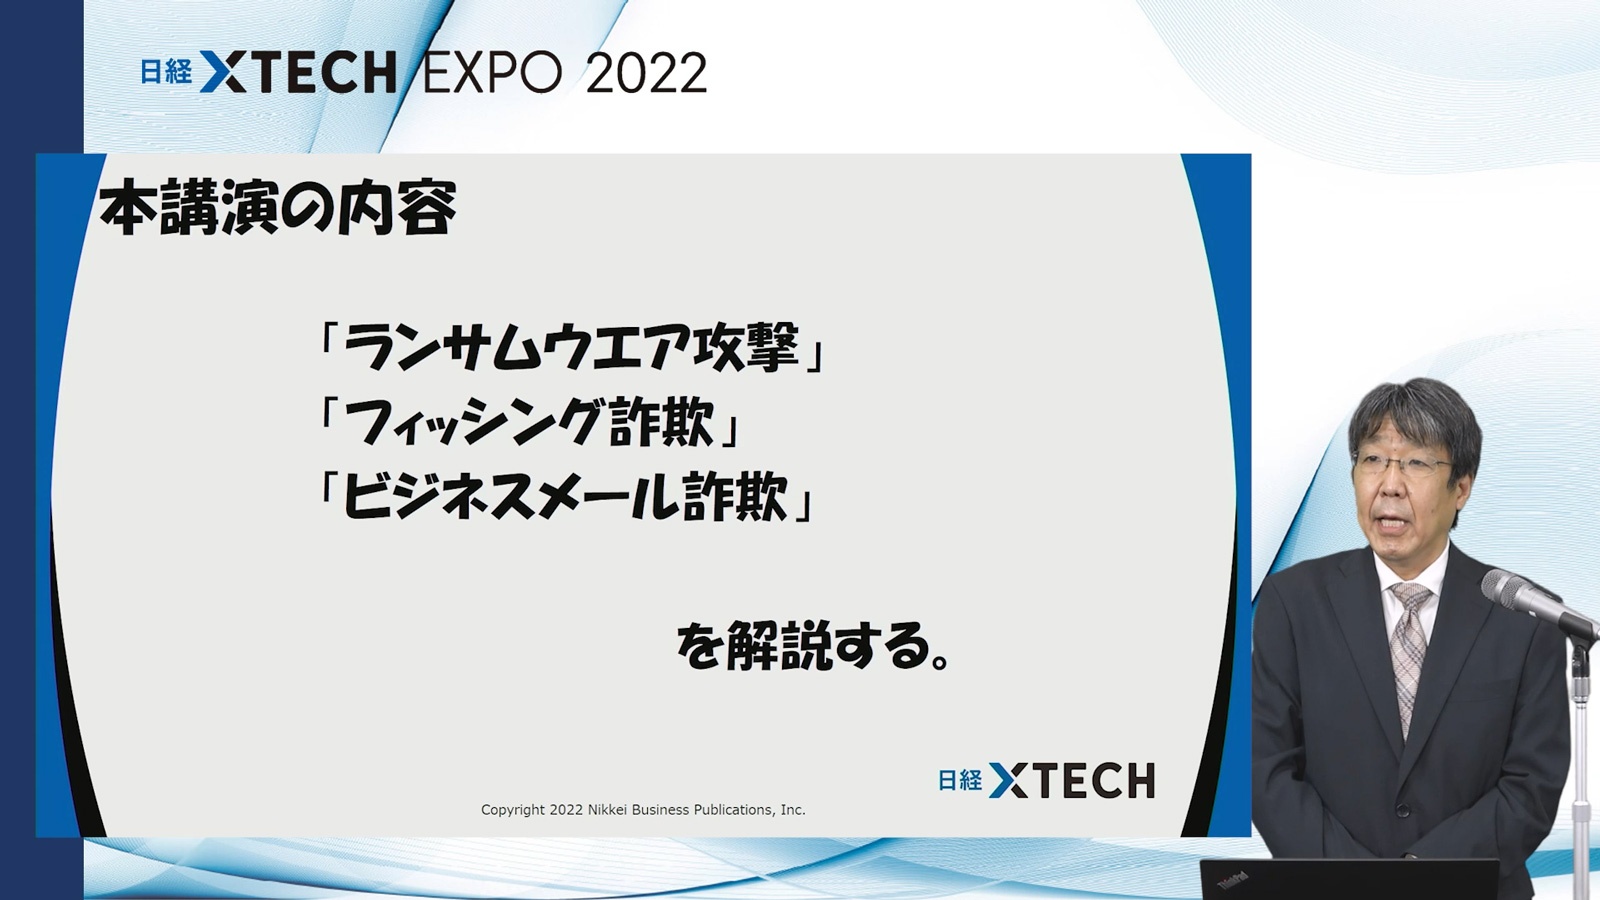 日経 XTECH EXPO 2022
本講演の内容
「ランサムウエア攻撃」
「フィッシング詐欺」
「ビジネスメール詐欺」
を解説する。
日経 XTECH
Copyright 2022 Nikkei Business Publications, Inc.
ThinkPad